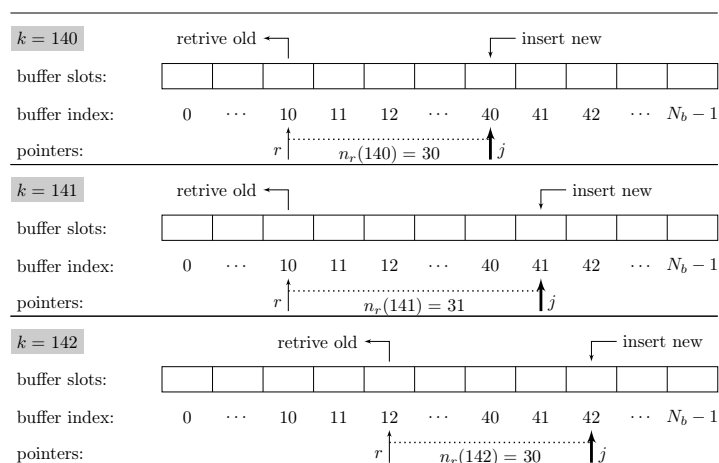 k = 140 retrive old insert new
buffer slots:
buffer index: 0 ··· 10 11 12 ··· 40 41 42 ··· N_b − 1
pointers: r n_r(140) = 30 j
k = 141 retrive old insert new
buffer slots:
buffer index: 0 ··· 10 11 12 ··· 40 41 42 ··· N_b − 1
pointers: r n_r(141) = 31 j
k = 142 retrive old insert new
buffer slots:
buffer index: 0 ··· 10 11 12 ··· 40 41 42 ··· N_b − 1
pointers: r n_r(142) = 30 j